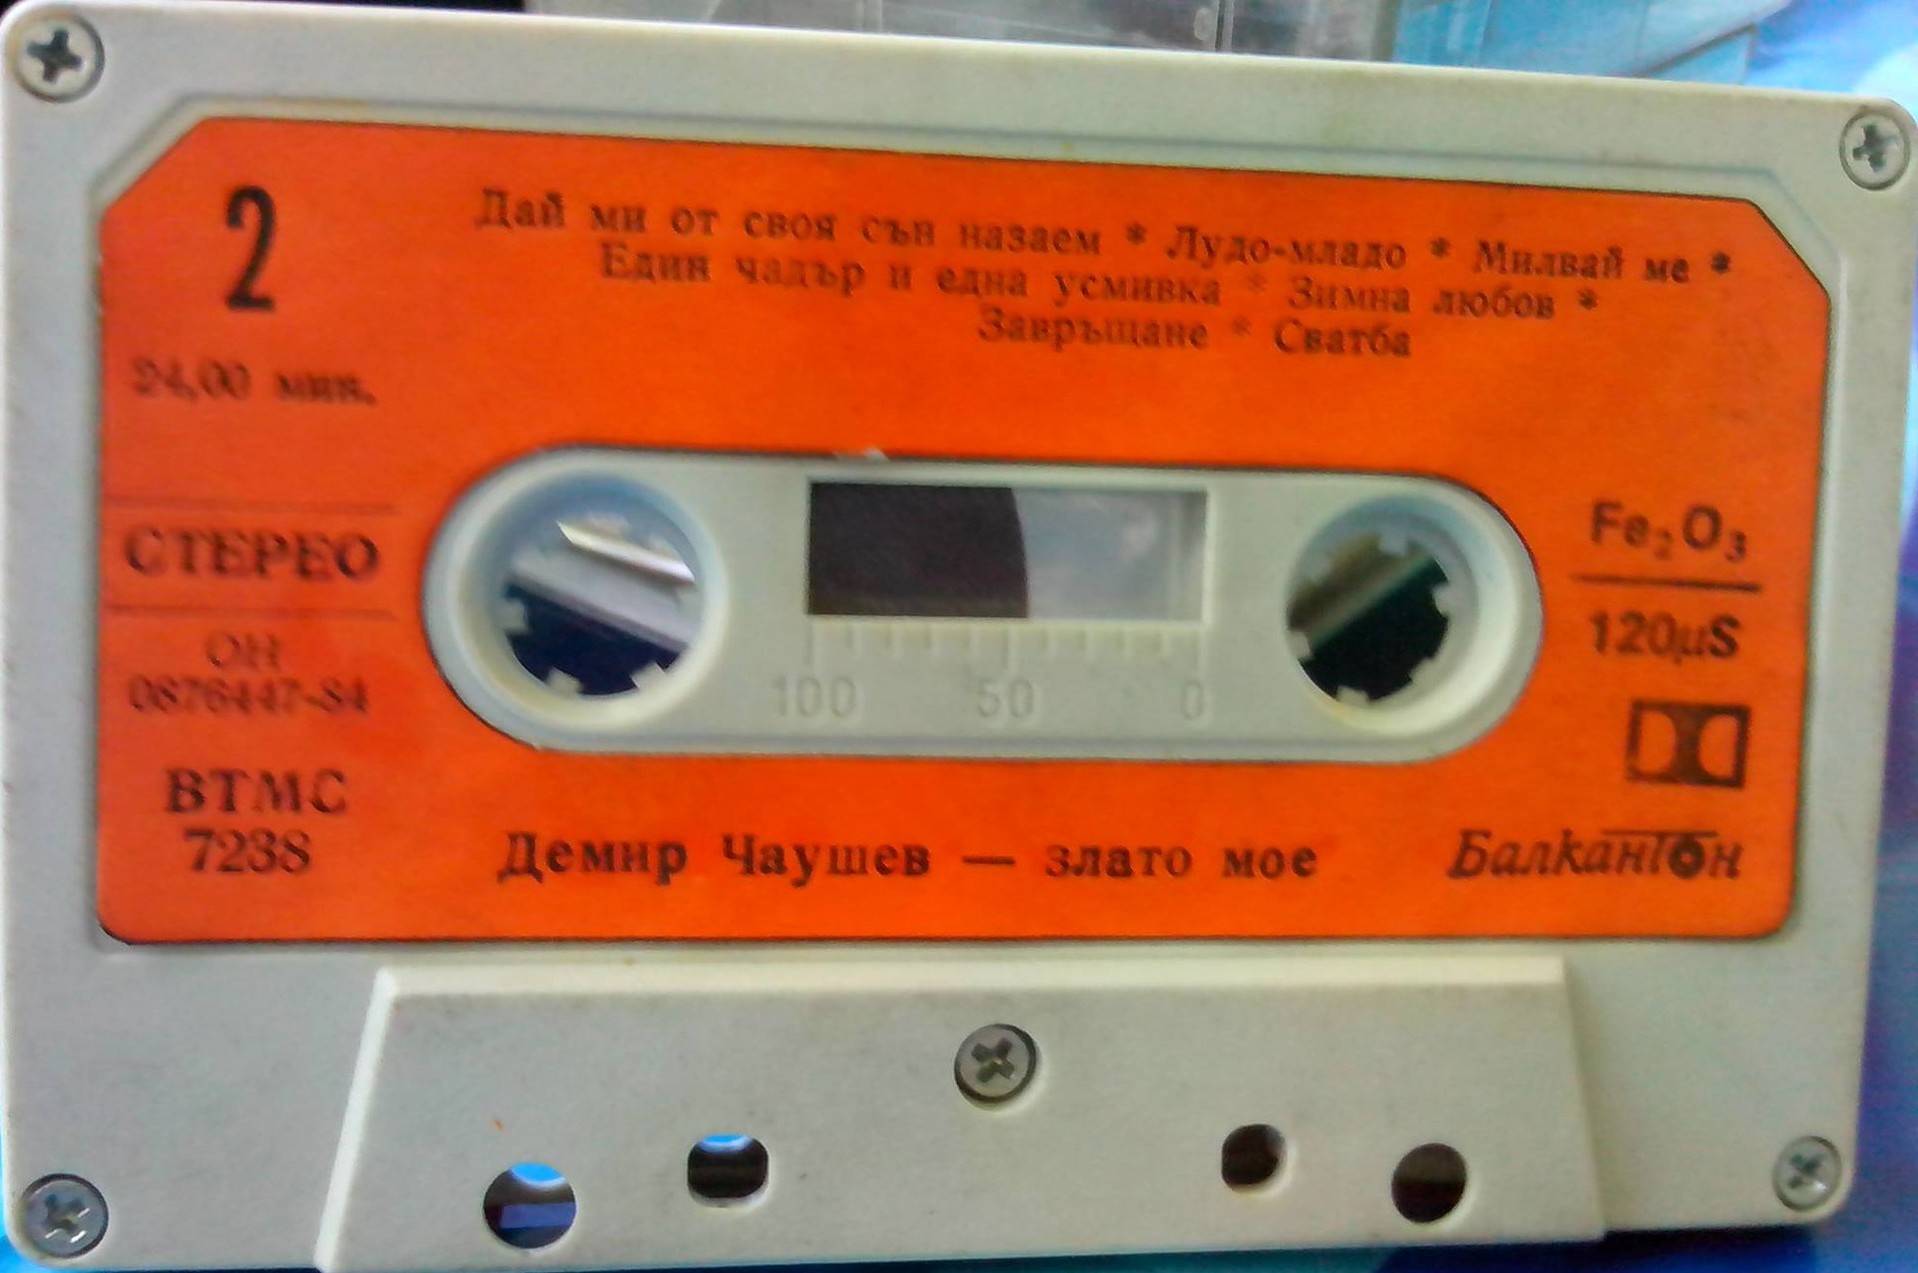 2
Дай ми от своя сън назаем * Лудо-младо * Милвай ме *
Един чадър и една усмивка * Зимна любов *
Завръщане * Сватба
24,00 мин.
СТЕРЕО
ОН
0876447-84
ВТМС
7238
100 50 0
Fe₂O₃
120µS
Демир Чаушев — злато мое
Балкантон